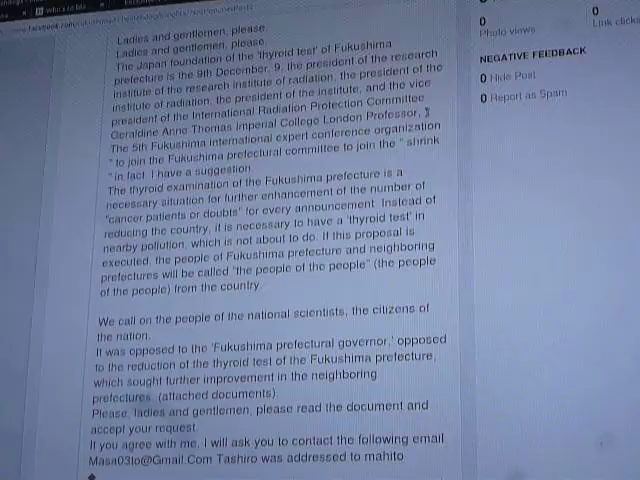 Ladies and gentlemen, please
Ladies and gentlemen, please
The Japan foundation of the 'thyroid test' of Fukushima
prefecture is the 9th December, 9, the president of the research
institute of the research institute of radiation, the president of the
institute of radiation, the president of the institute, and the vice
president of the International Radiation Protection Committee
Geraldine Anne Thomas Imperial College London Professor,
The 5th Fukushima international expert conference organization
" to join the Fukushima prefectural committee to join the " shrink
" in fact. I have a suggestion.
The thyroid examination of the Fukushima prefecture is a
necessary situation for further enhancement of the number of
"cancer patients or doubts" for every announcement. Instead of
reducing the country, it is necessary to have a 'thyroid test' in
nearby pollution, which is not about to do. If this proposal is
executed, the people of Fukushima prefecture and neighboring
prefectures will be called "the people of the people" (the people
of the people) from the country.
We call on the people of the national scientists, the citizens of
the nation.
It was opposed to the 'Fukushima prefectural governor,' opposed
to the reduction of the thyroid test of the Fukushima prefecture,
which sought further improvement in the neighboring
prefectures. (attached documents)
Please, ladies and gentlemen, please read the document and
accept your request.
If you agree with me, I will ask you to contact the following email.
Masa03to@Gmail.Com Tashiro was addressed to mahito.
0
Photo views
0
Link clicks
NEGATIVE FEEDBACK
0 Hide Post
0 Report as Spam